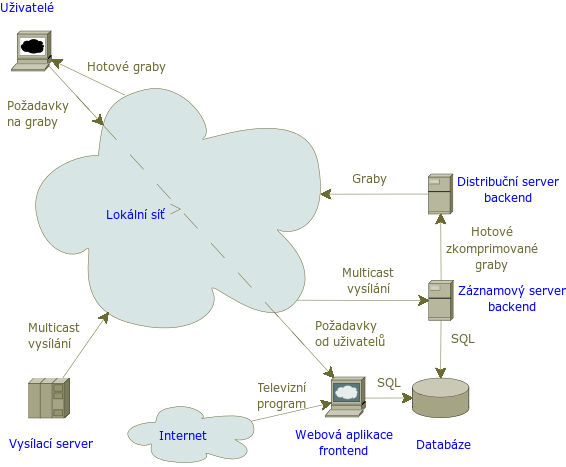 Uživatelé
Hotové graby
Požadavky
na graby
Graby
Distribuční server
backend
Lokální síť
Hotové
zkomprimované
graby
Multicast
vysílání
Záznamový server
backend
Multicast
vysílání
Požadavky
od uživatelů
SQL
Televizní
program
SQL
Internet
Vysílací server
Webová aplikace
frontend
Databáze